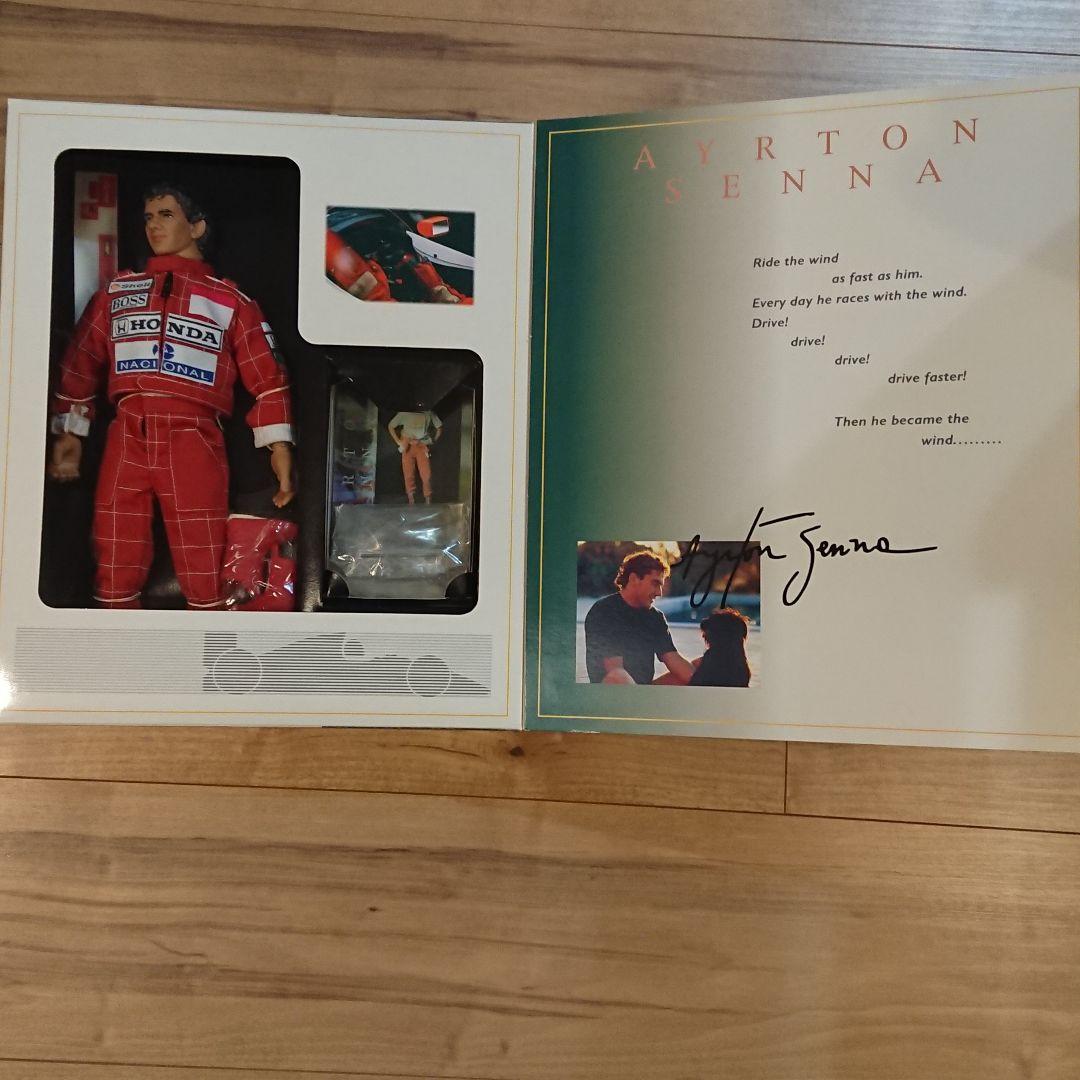 Shell
BOSS
HONDA
NACIONAL
AYRTON
SENNA
Ride the wind
as fast as him.
Every day he races with the wind.
Drive!
drive!
drive!
drive faster!
Then he became the
wind.........
Ayrton Senna